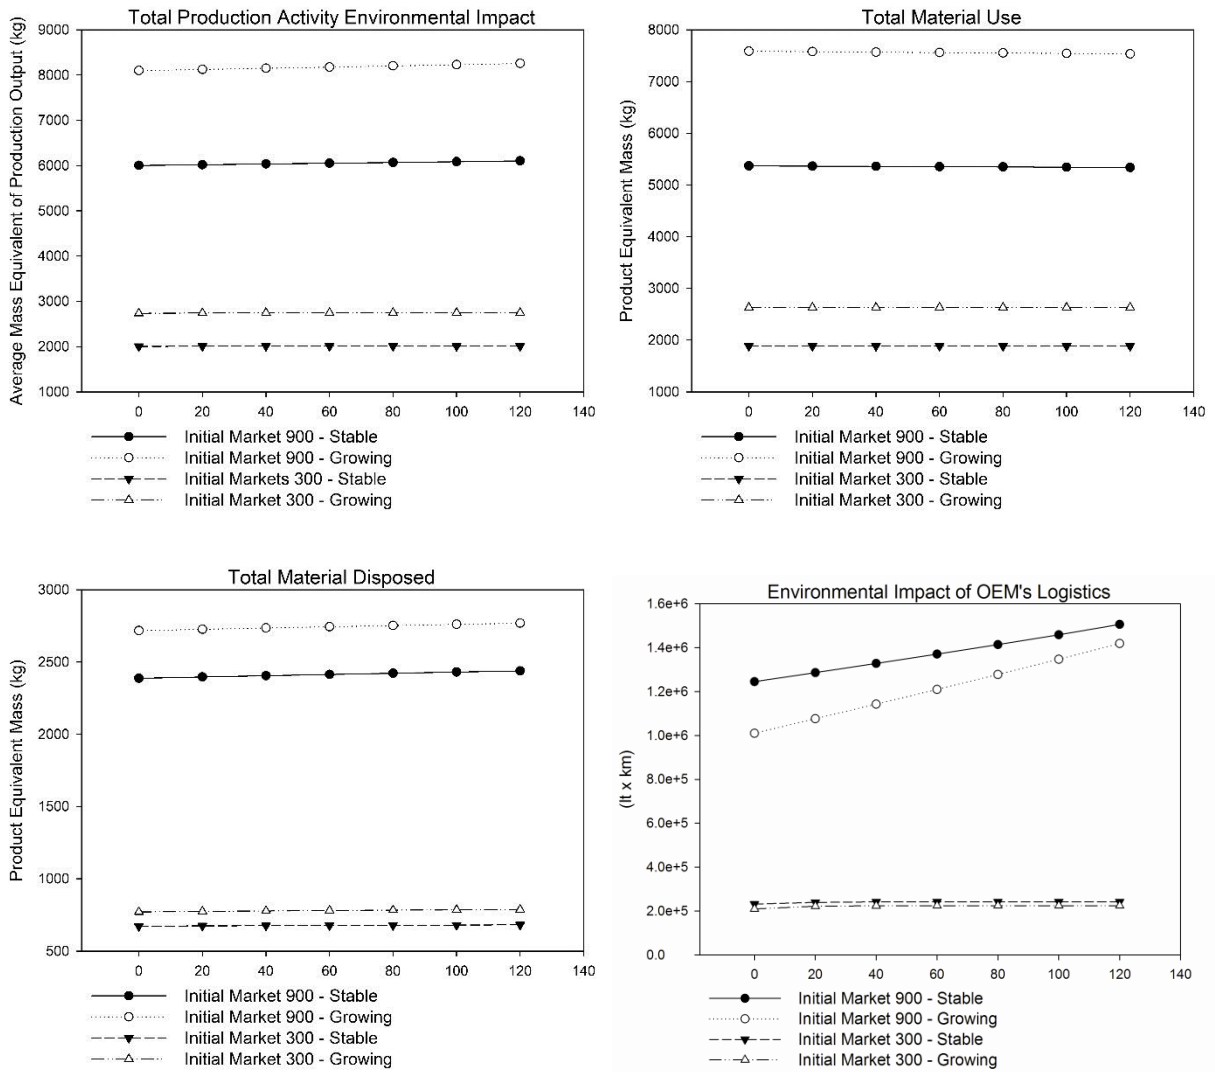 Total Production Activity Environmental Impact
Average Mass Equivalent of Production Output (kg)
9000
8000
7000
6000
5000
4000
3000
2000
1000
0 20 40 60 80 100 120 140
Initial Market 900 - Stable
Initial Market 900 - Growing
Initial Markets 300 - Stable
Initial Market 300 - Growing
Total Material Use
Product Equivalent Mass (kg)
8000
7000
6000
5000
4000
3000
2000
1000
0 20 40 60 80 100 120 140
Initial Market 900 - Stable
Initial Market 900 - Growing
Initial Market 300 - Stable
Initial Market 300 - Growing
Total Material Disposed
Product Equivalent Mass (kg)
3000
2500
2000
1500
1000
500
0 20 40 60 80 100 120 140
Initial Market 900 - Stable
Initial Market 900 - Growing
Initial Market 300 - Stable
Initial Market 300 - Growing
Environmental Impact of OEM's Logistics
(lt x km)
1.6e+6
1.4e+6
1.2e+6
1.0e+6
8.0e+5
6.0e+5
4.0e+5
2.0e+5
0.0
0 20 40 60 80 100 120 140
Initial Market 900 - Stable
Initial Market 900 - Growing
Initial Market 300 - Stable
Initial Market 300 - Growing